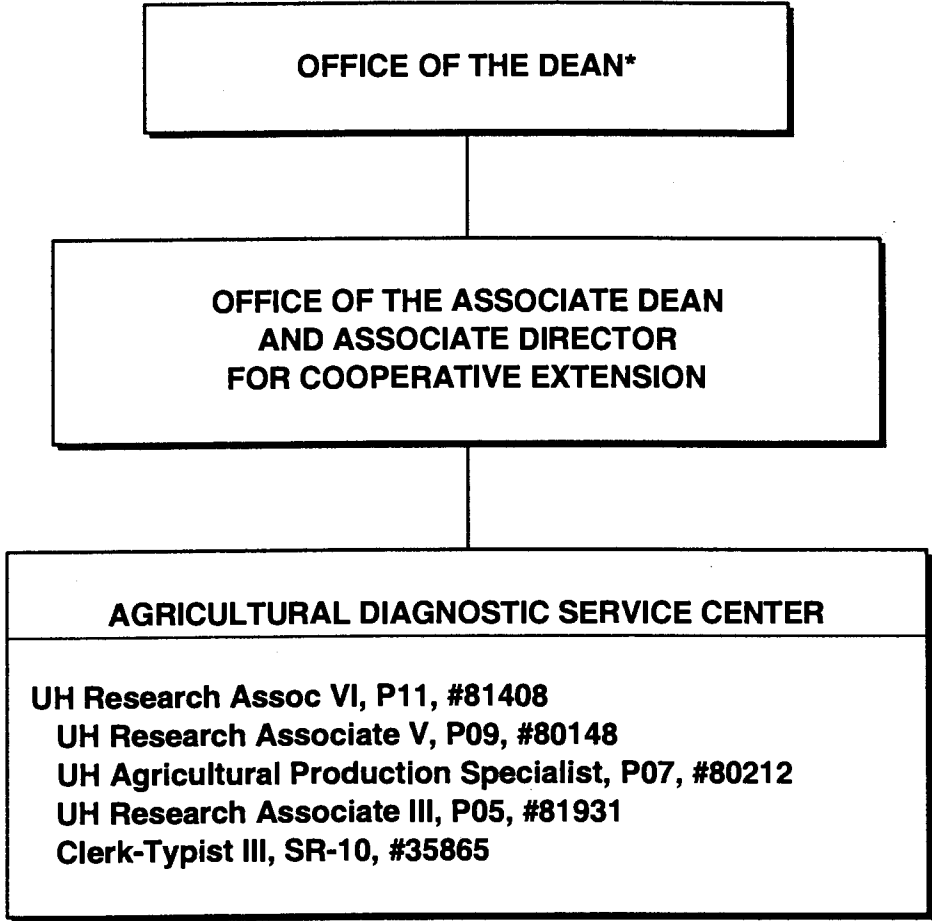 OFFICE OF THE DEAN*
OFFICE OF THE ASSOCIATE DEAN
AND ASSOCIATE DIRECTOR
FOR COOPERATIVE EXTENSION
AGRICULTURAL DIAGNOSTIC SERVICE CENTER
UH Research Assoc VI, P11, #81408
UH Research Associate V, P09, #80148
UH Agricultural Production Specialist, P07, #80212
UH Research Associate III, P05, #81931
Clerk-Typist III, SR-10, #35865